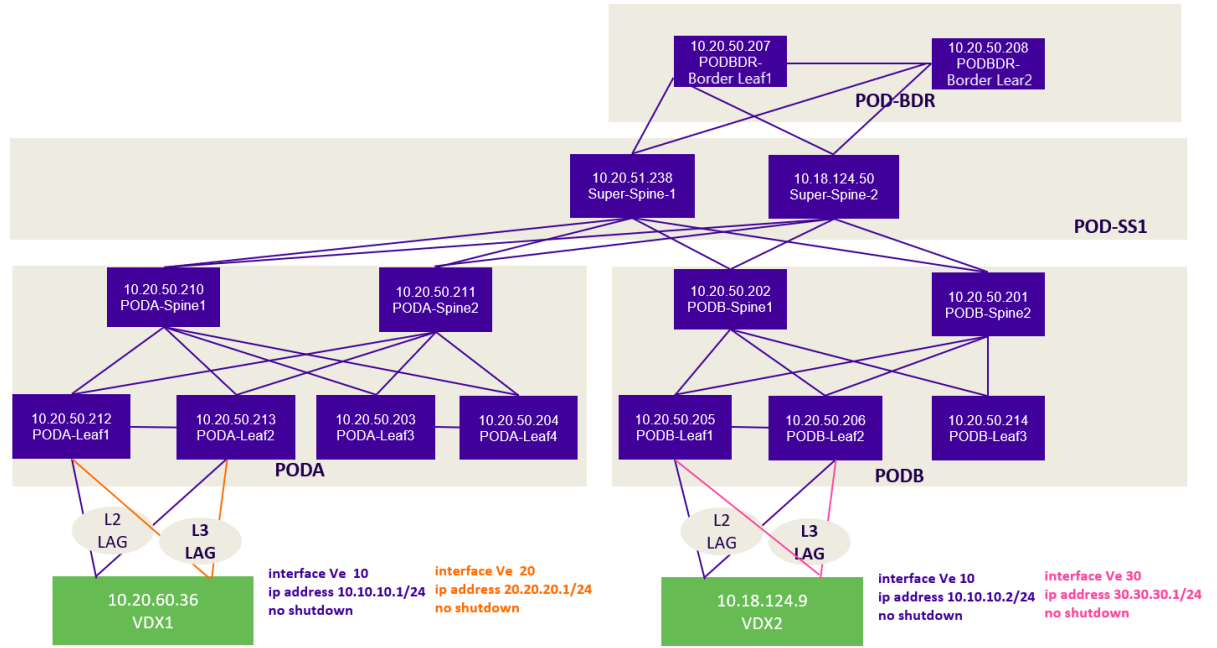 10.20.50.207
PODBDR-
Border Leaf1
10.20.50.208
PODBDR-
Border Lear2
POD-BDR
10.20.51.238
Super-Spine-1
10.18.124.50
Super-Spine-2
POD-SS1
10.20.50.210
PODA-Spine1
10.20.50.211
PODA-Spine2
10.20.50.202
PODB-Spine1
10.20.50.201
PODB-Spine2
10.20.50.212
PODA-Leaf1
10.20.50.213
PODA-Leaf2
10.20.50.203
PODA-Leaf3
10.20.50.204
PODA-Leaf4
10.20.50.205
PODB-Leaf1
10.20.50.206
PODB-Leaf2
10.20.50.214
PODB-Leaf3
PODA
PODB
L2
LAG
L3
LAG
L2
LAG
L3
LAG
10.20.60.36
VDX1
interface Ve 10
ip address 10.10.10.1/24
no shutdown
interface Ve 20
ip address 20.20.20.1/24
no shutdown
10.18.124.9
VDX2
interface Ve 10
ip address 10.10.10.2/24
no shutdown
interface Ve 30
ip address 30.30.30.1/24
no shutdown